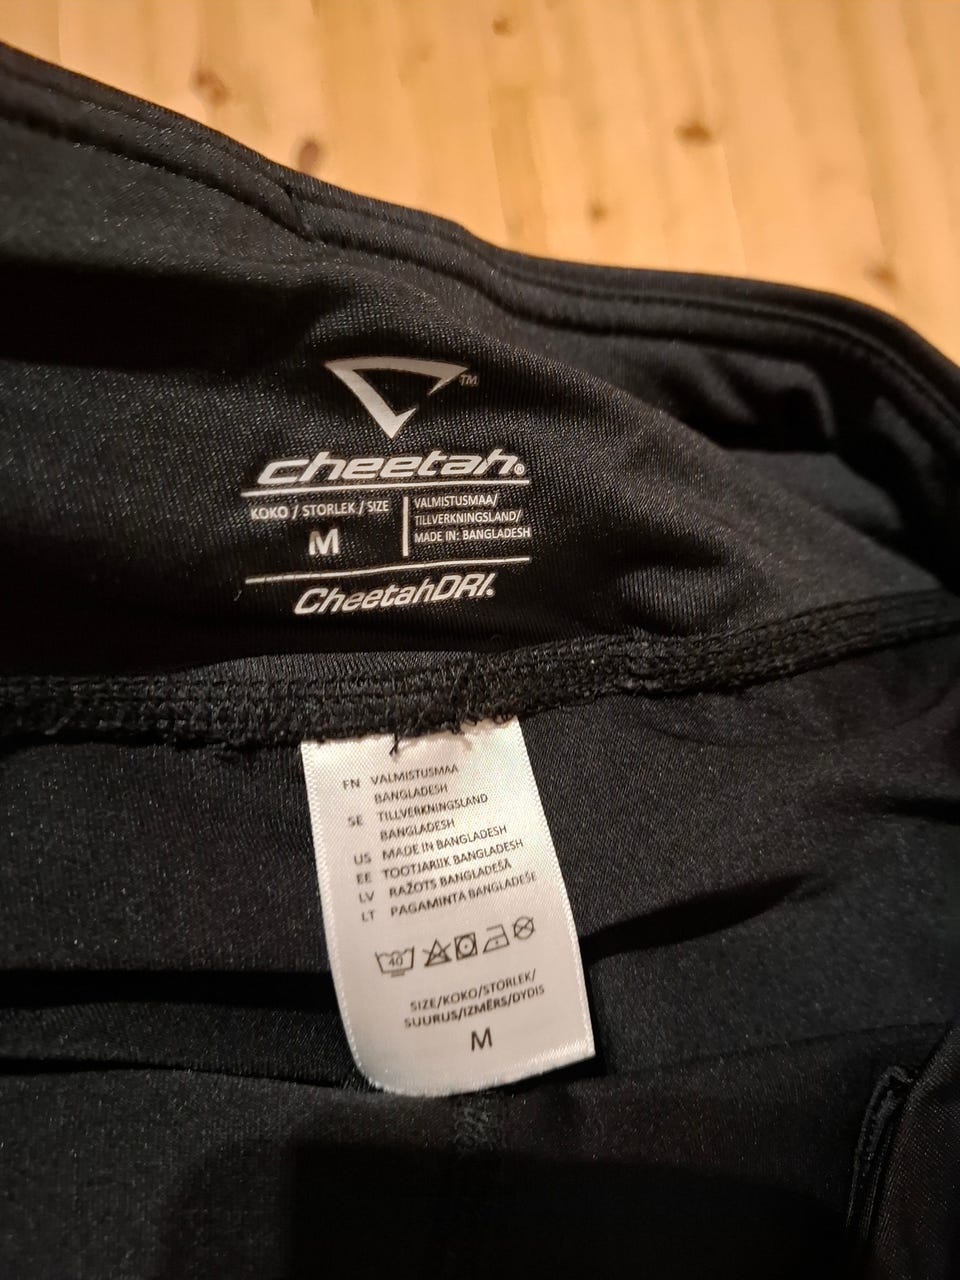 TM
cheetah®
KOKO / STORLEK / SIZE
M
VALMISTUSMAA/
TILLVERKNINGSLAND/
MADE IN: BANGLADESH
CheetahDRI.
FN VALMISTUSMAA
BANGLADESH
SE TILLVERKNINGSLAND
BANGLADESH
US MADE IN BANGLADESH
EE TOOTJARIIK BANGLADESH
LV RAŽOTS BANGLADEŠĀ
LT PAGAMINTA BANGLADEŠE
40
SIZE/KOKO/STORLEK/
SUURUS/IZMĒRS/DYDIS
M